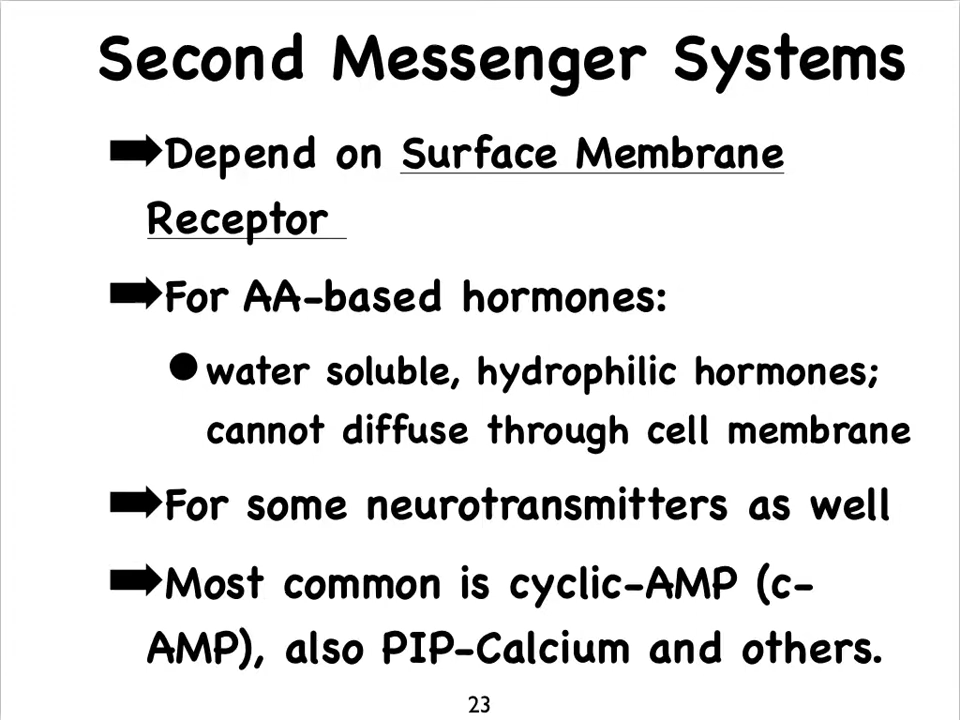 Second Messenger Systems
Depend on Surface Membrane
Receptor
For AA-based hormones:
water soluble, hydrophilic hormones;
cannot diffuse through cell membrane
For some neurotransmitters as well
Most common is cyclic-AMP (c-
AMP), also PIP-Calcium and others.
23